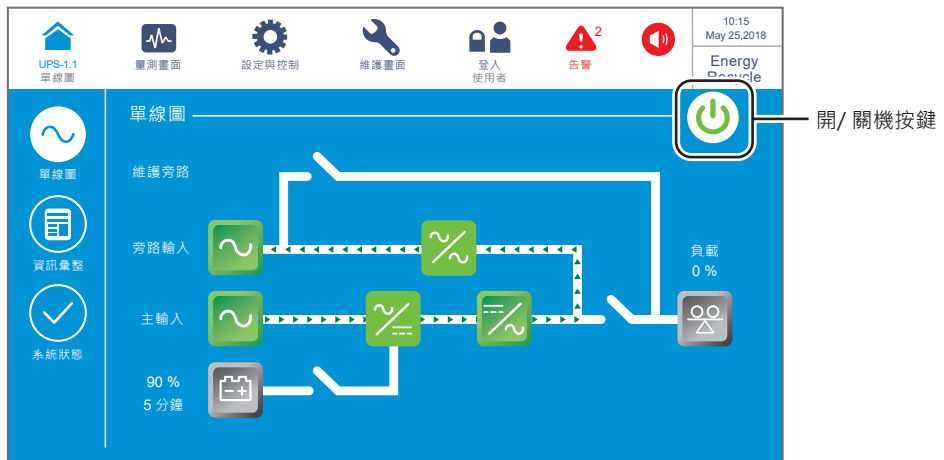 UPS-1.1
單線圖
量測畫面
設定與控制
維護畫面
登入
使用者
2
告警
10:15
May 25,2018
Energy
Recycle
單線圖
開/ 關機按鍵
單線圖
維護旁路
資訊彙整
旁路輸入
負載
0 %
主輸入
系統狀態
90 %
5 分鐘